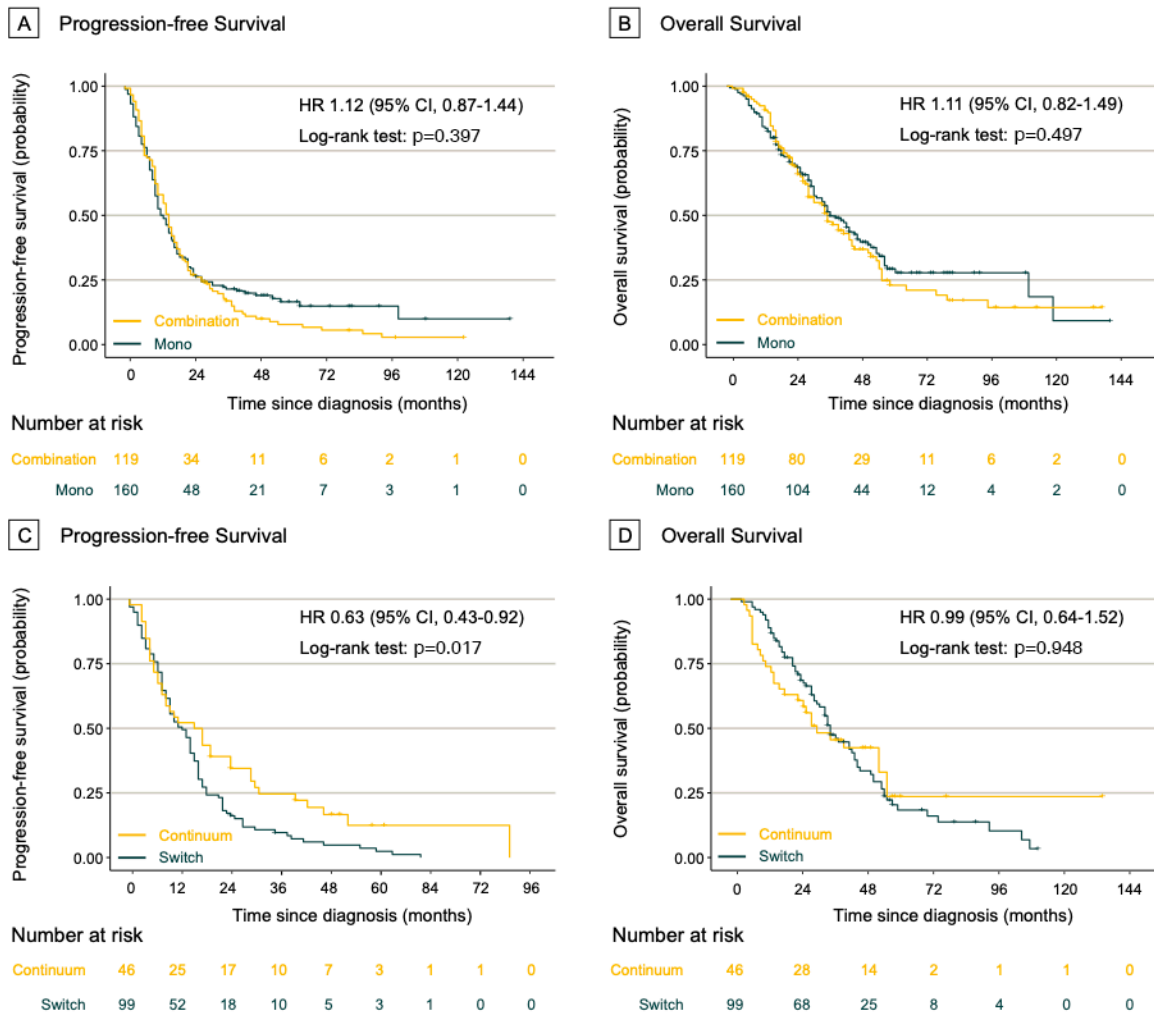 A Progression-free Survival
Progression-free survival (probability)
1.00
0.75
0.50
0.25
0.00
HR 1.12 (95% CI, 0.87-1.44)
Log-rank test: p=0.397
Combination
Mono
0 24 48 72 96 120 144
Time since diagnosis (months)
Number at risk
Combination 119 34 11 6 2 1 0
Mono 160 48 21 7 3 1 0
B Overall Survival
Overall survival (probability)
1.00
0.75
0.50
0.25
0.00
HR 1.11 (95% CI, 0.82-1.49)
Log-rank test: p=0.497
Combination
Mono
0 24 48 72 96 120 144
Time since diagnosis (months)
Number at risk
Combination 119 80 29 11 6 2 0
Mono 160 104 44 12 4 2 0
C Progression-free Survival
Progression-free survival (probability)
1.00
0.75
0.50
0.25
0.00
HR 0.63 (95% CI, 0.43-0.92)
Log-rank test: p=0.017
Continuum
Switch
0 12 24 36 48 60 84 72 96
Time since diagnosis (months)
Number at risk
Continuum 46 25 17 10 7 3 1 1 0
Switch 99 52 18 10 5 3 1 0 0
D Overall Survival
Overall survival (probability)
1.00
0.75
0.50
0.25
0.00
HR 0.99 (95% CI, 0.64-1.52)
Log-rank test: p=0.948
Continuum
Switch
0 24 48 72 96 120 144
Time since diagnosis (months)
Number at risk
Continuum 46 28 14 2 1 1 0
Switch 99 68 25 8 4 0 0